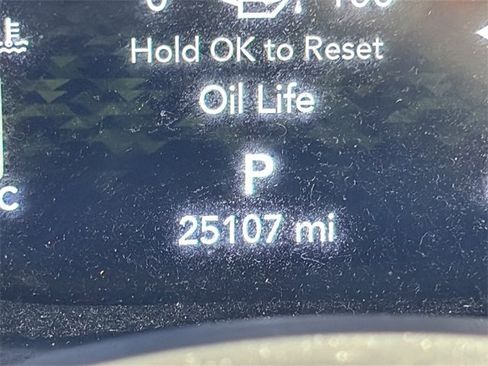 Hold OK to Reset
Oil Life
P
C
25107 mi